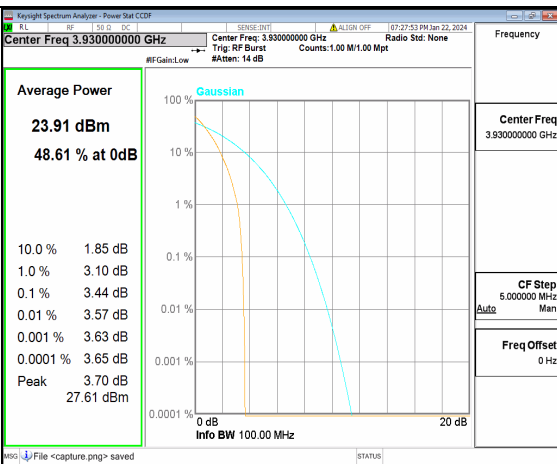 Keysight Spectrum Analyzer - Power Stat CCDF
RL RF 50 Ω DC SENSE:INT ALIGN OFF 07:27:53 PM Jan 22, 2024
Center Freq 3.930000000 GHz
Center Freq: 3.930000000 GHz Radio Std: None
Trig: RF Burst Counts:1.00 M/1.00 Mpt
#IFGain:Low #Atten: 14 dB
Frequency
Average Power
23.91 dBm
48.61 % at 0dB
10.0 % 1.85 dB
1.0 % 3.10 dB
0.1 % 3.44 dB
0.01 % 3.57 dB
0.001 % 3.63 dB
0.0001 % 3.65 dB
Peak 3.70 dB
27.61 dBm
Gaussian
100 %
10 %
1 %
0.1 %
0.01 %
0.001 %
0.0001 %
0 dB 20 dB
Info BW 100.00 MHz
Center Freq
3.930000000 GHz
CF Step
5.000000 MHz
Auto Man
Freq Offset
0 Hz
MSG File <capture.png> saved STATUS